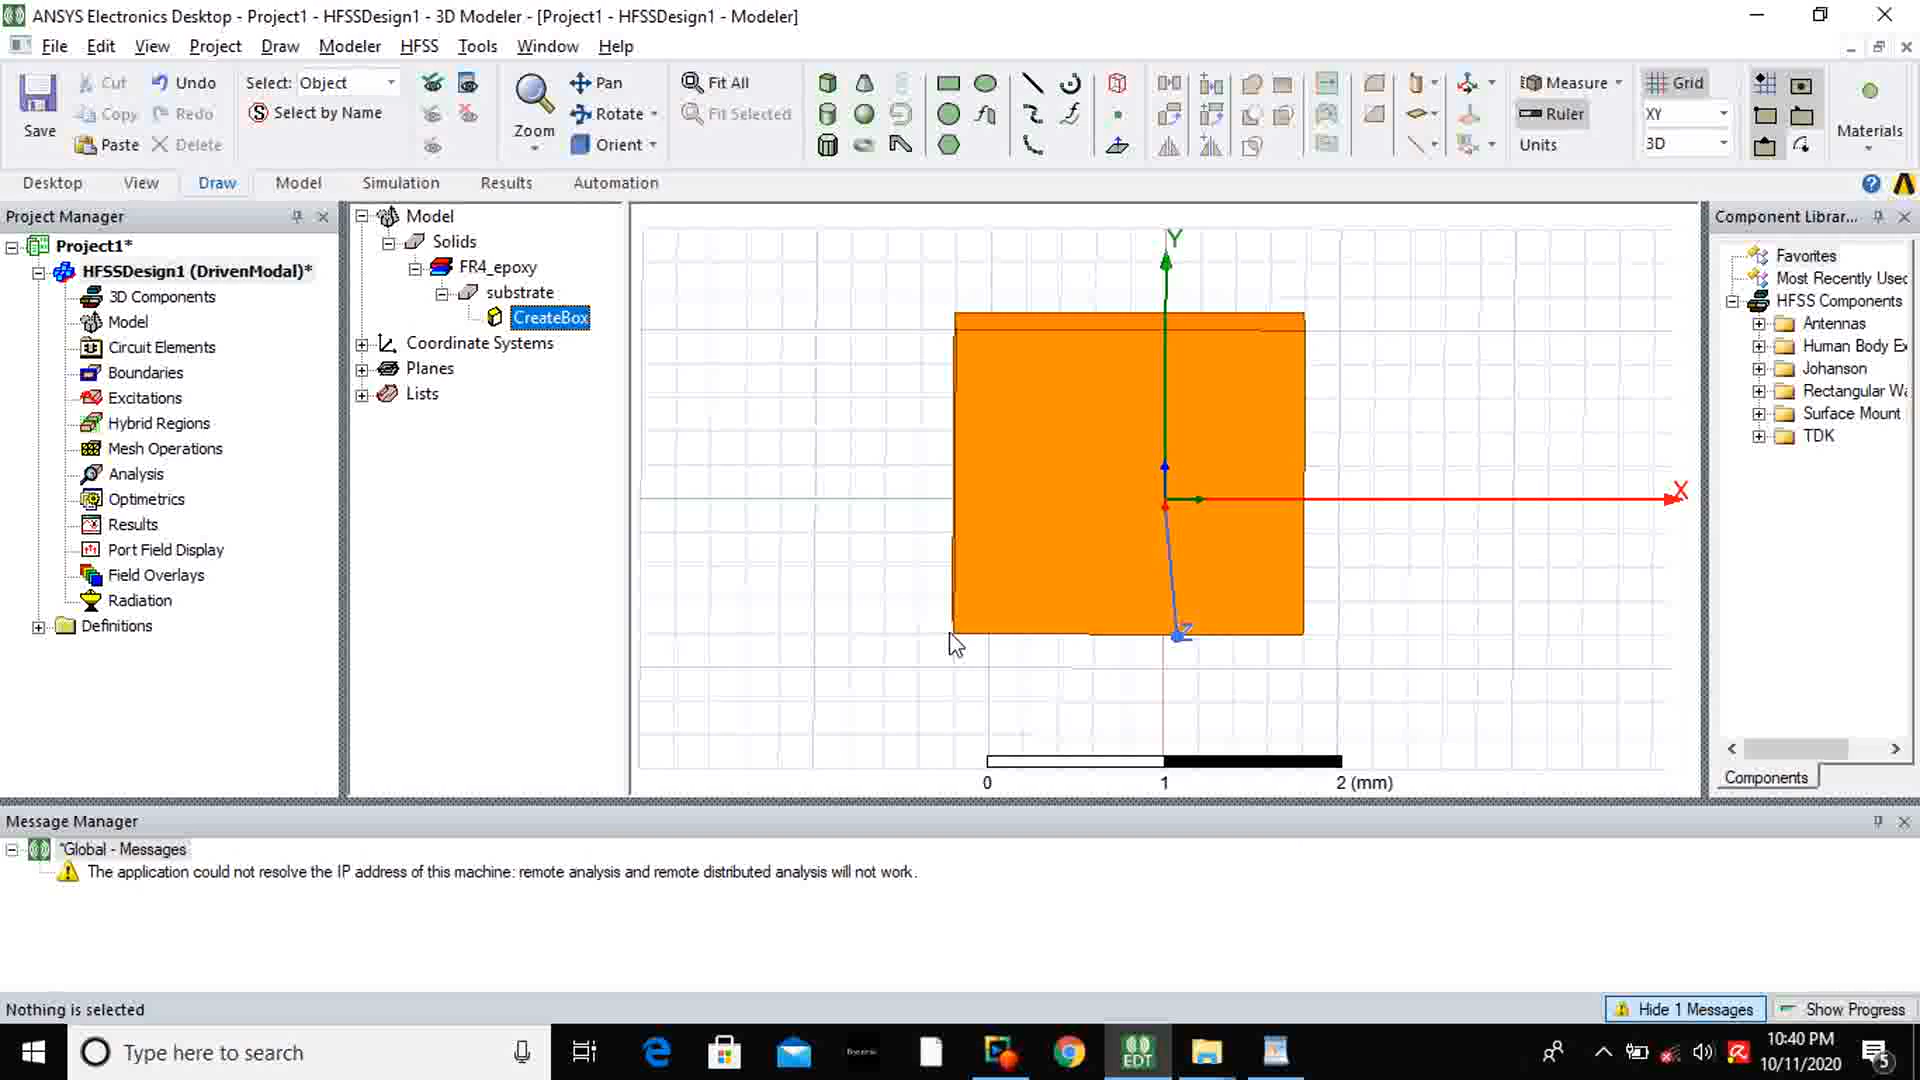 ANSYS Electronics Desktop - Project1 - HFSSDesign1 - 3D Modeler - [Project1 - HFSSDesign1 - Modeler]
File Edit View Project Draw Modeler HFSS Tools Window Help
Save
Cut
Copy
Paste
Undo
Redo
Delete
Select: Object
Select by Name
Zoom
Pan
Rotate
Orient
Fit All
Fit Selected
Measure
Ruler
Units
Grid
XY
3D
Materials
Desktop View Draw Model Simulation Results Automation
Project Manager
Project1*
HFSSDesign1 (DrivenModal)*
3D Components
Model
Circuit Elements
Boundaries
Excitations
Hybrid Regions
Mesh Operations
Analysis
Optimetrics
Results
Port Field Display
Field Overlays
Radiation
Definitions
Model
Solids
FR4_epoxy
substrate
CreateBox
Coordinate Systems
Planes
Lists
Y
X
Z
0 1 2 (mm)
Component Librar...
Favorites
Most Recently Used
HFSS Components
Antennas
Human Body E
Johanson
Rectangular W
Surface Mount
TDK
Components
Message Manager
*Global - Messages
The application could not resolve the IP address of this machine: remote analysis and remote distributed analysis will not work.
Nothing is selected
Hide 1 Messages
Show Progress
Type here to search
EDT
10:40 PM
10/11/2020
5